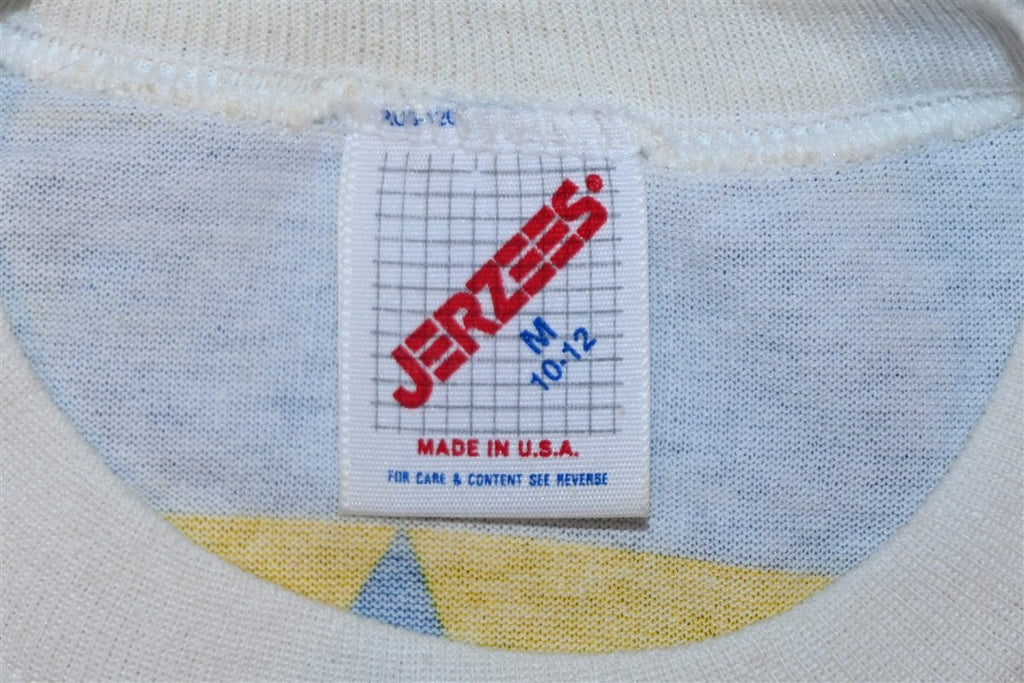 JERZEES
M
10-12
MADE IN U.S.A.
FOR CARE & CONTENT SEE REVERSE